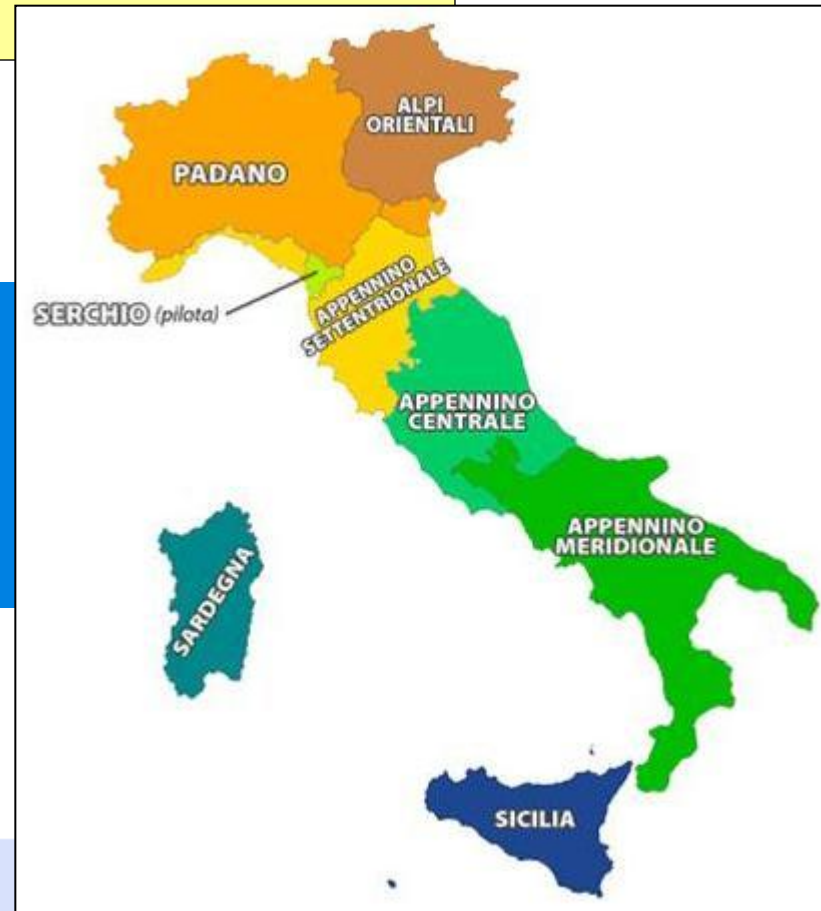 ALPI
ORIENTALI
PADANO
SERCHIO (pilota)
APPENNINO
SETTENTRIONALE
APPENNINO
CENTRALE
APPENNINO
MERIDIONALE
SARDEGNA
SICILIA